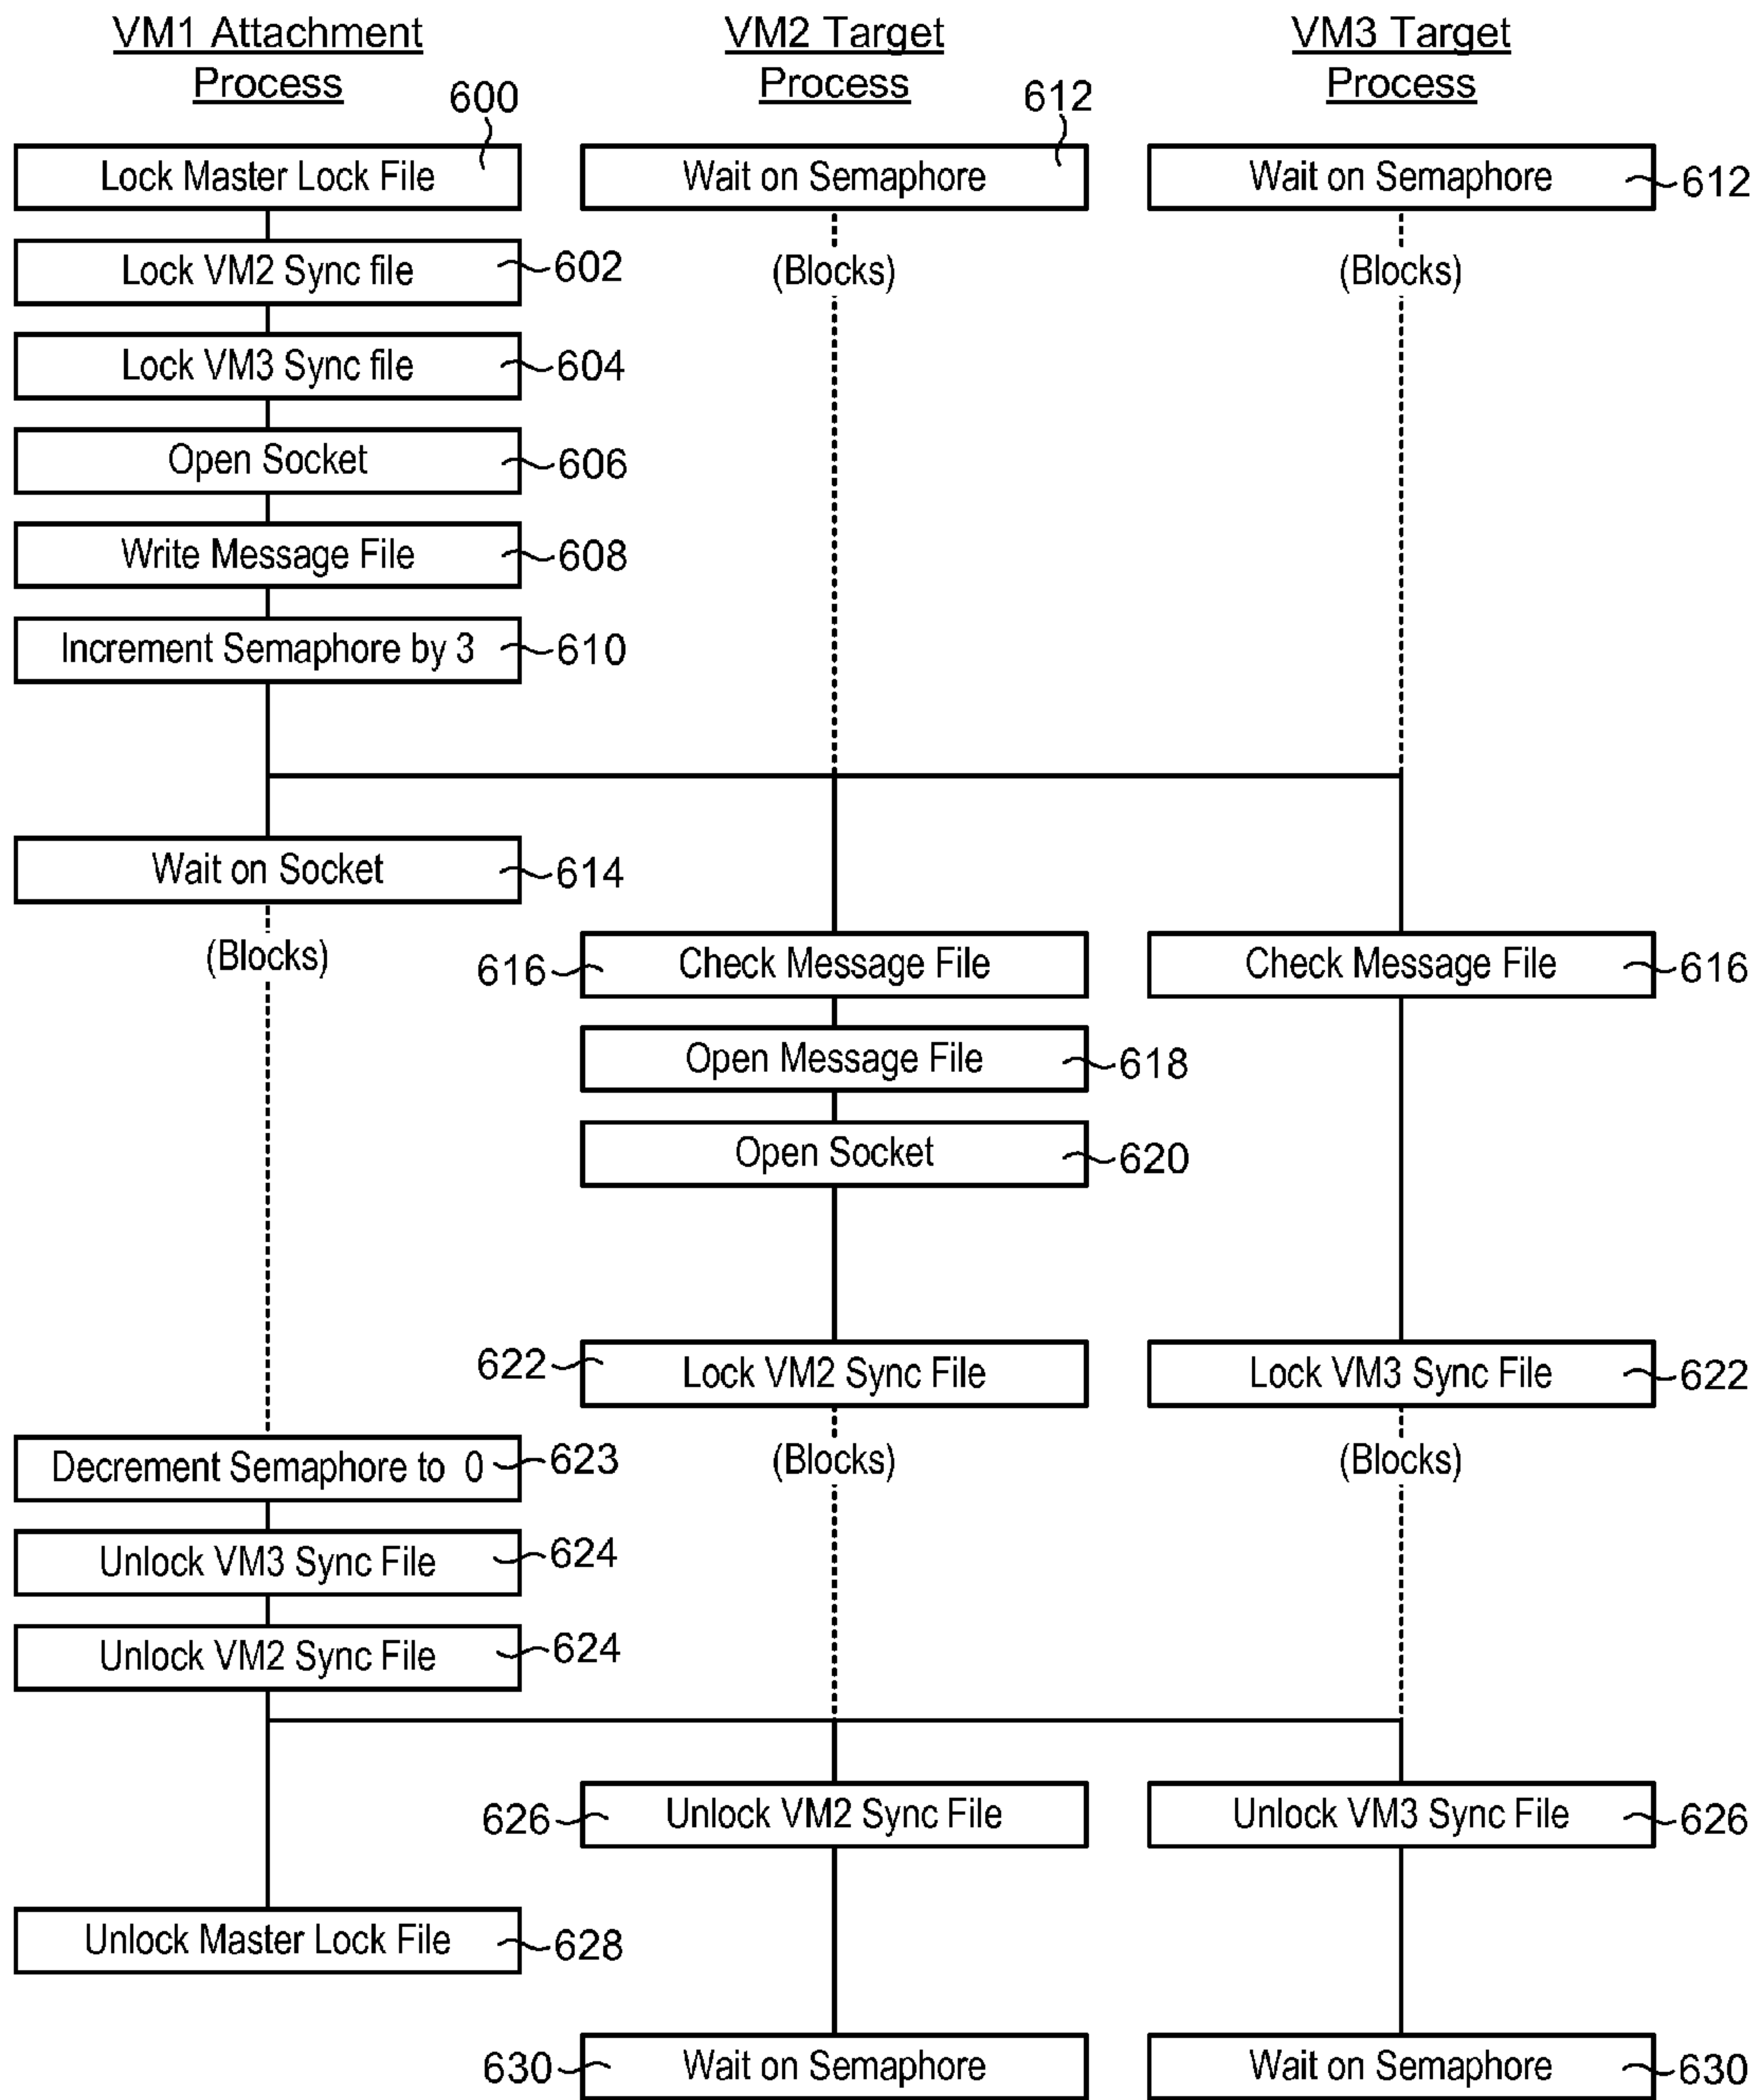 VM1 Attachment
Process
VM2 Target
Process
VM3 Target
Process
600
612
Lock Master Lock File
Wait on Semaphore
Wait on Semaphore
612
Lock VM2 Sync file
602
(Blocks)
(Blocks)
Lock VM3 Sync file
604
Open Socket
606
Write Message File
608
Increment Semaphore by 3
610
Wait on Socket
614
(Blocks)
616
Check Message File
Check Message File
616
Open Message File
618
Open Socket
620
622
Lock VM2 Sync File
Lock VM3 Sync File
622
Decrement Semaphore to 0
623
(Blocks)
(Blocks)
Unlock VM3 Sync File
624
Unlock VM2 Sync File
624
626
Unlock VM2 Sync File
Unlock VM3 Sync File
626
Unlock Master Lock File
628
630
Wait on Semaphore
Wait on Semaphore
630